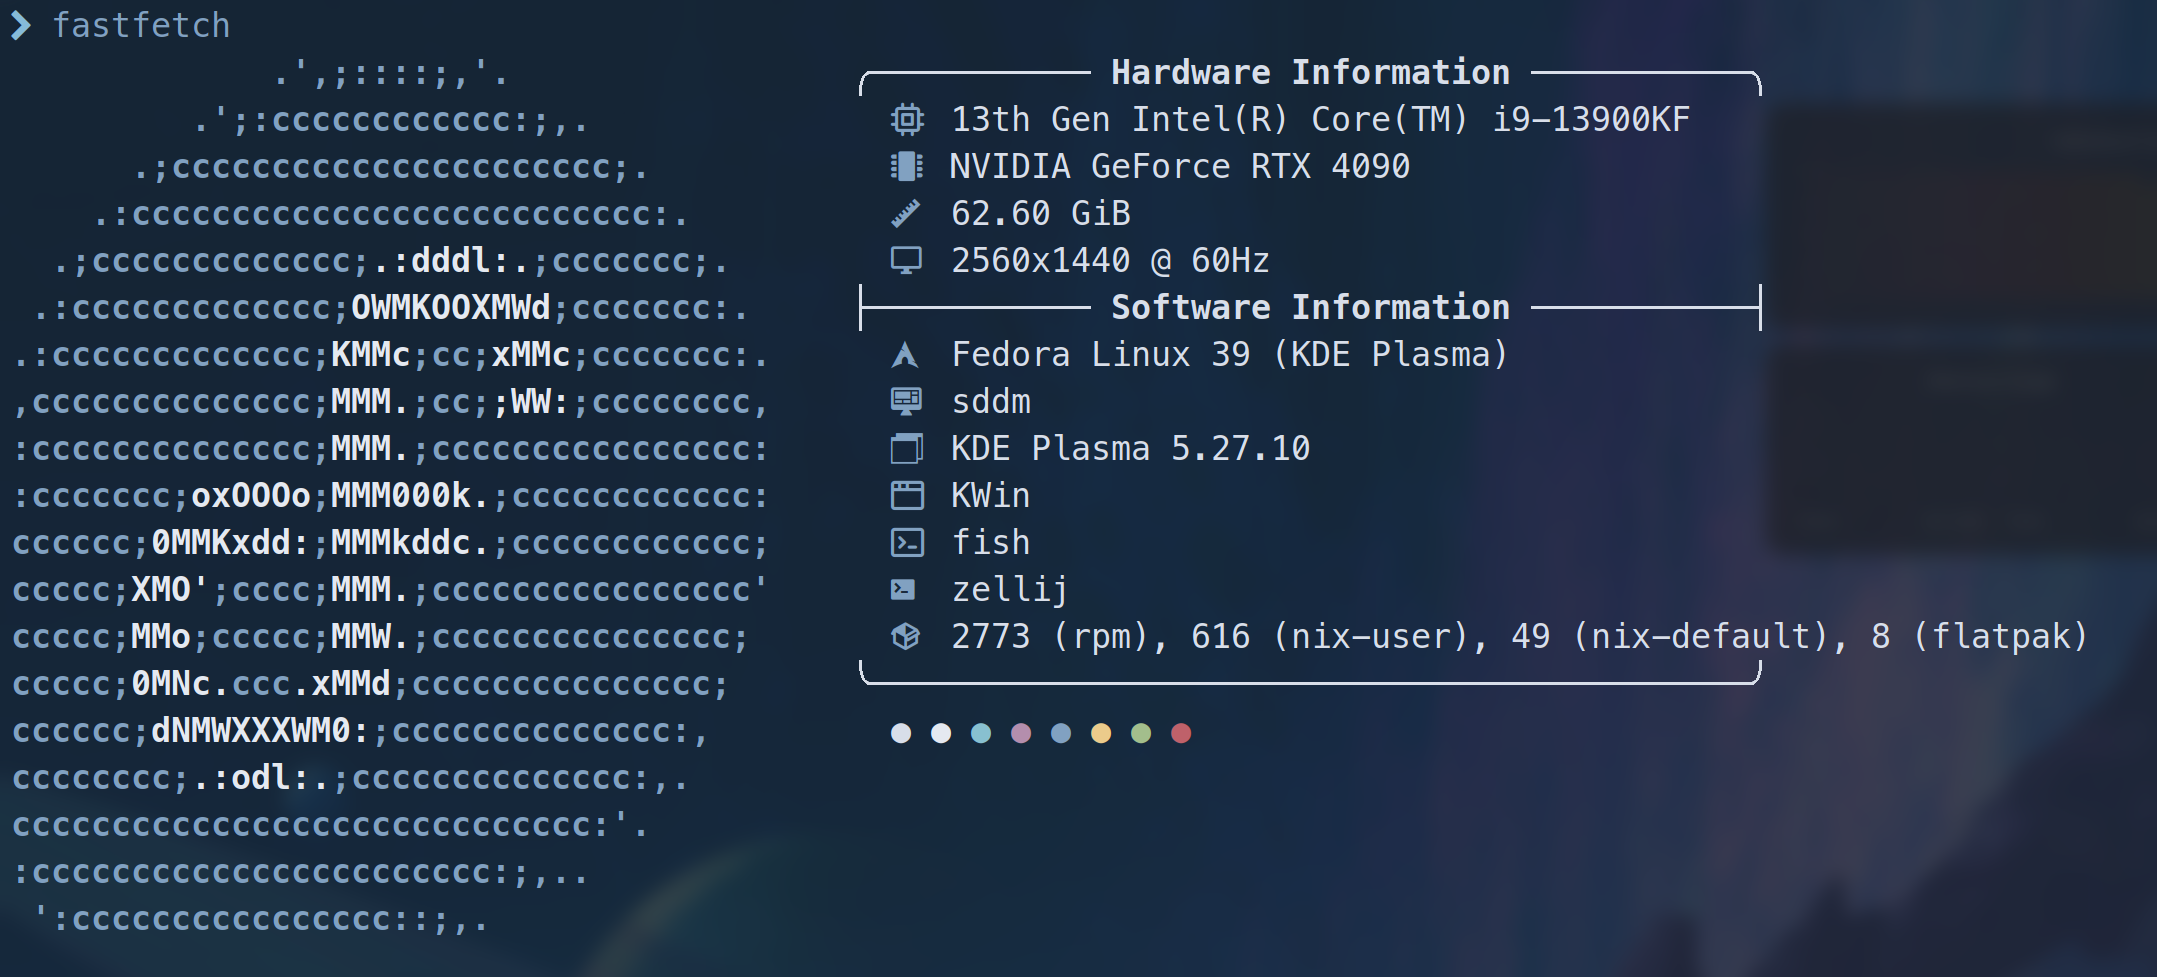 ❯ fastfetch
             .',;::::;,'.
         .';:cccccccccccc:;,.
      .;cccccccccccccccccccccc;.
    .:cccccccccccccccccccccccccc:.
  .;ccccccccccccc;.:dddl:.;ccccccc;.
 .:ccccccccccccc;OWMKOOXMWd;ccccccc:.
.:ccccccccccccc;KMMc;cc;xMMc;ccccccc:.
,cccccccccccccc;MMM.;cc;;WW:;cccccccc,
:cccccccccccccc;MMM.;cccccccccccccccc:
:ccccccc;oxOOOo;MMM000k.;cccccccccccc:
cccccc;0MMKxdd:;MMMkddc.;cccccccccccc;
ccccc;XMO';cccc;MMM.;cccccccccccccccc'
ccccc;MMo;ccccc;MMW.;ccccccccccccccc;
ccccc;0MNc.ccc.xMMd;ccccccccccccccc;
cccccc;dNMWXXXWM0:;cccccccccccccc:,
cccccccc;.:odl:.;cccccccccccccc:,.
ccccccccccccccccccccccccccccc:'.
:ccccccccccccccccccccccc:;,..
 ':cccccccccccccccc::;,.
Hardware Information
13th Gen Intel(R) Core(TM) i9-13900KF
NVIDIA GeForce RTX 4090
62.60 GiB
2560x1440 @ 60Hz
Software Information
Fedora Linux 39 (KDE Plasma)
sddm
KDE Plasma 5.27.10
KWin
fish
zellij
2773 (rpm), 616 (nix-user), 49 (nix-default), 8 (flatpak)